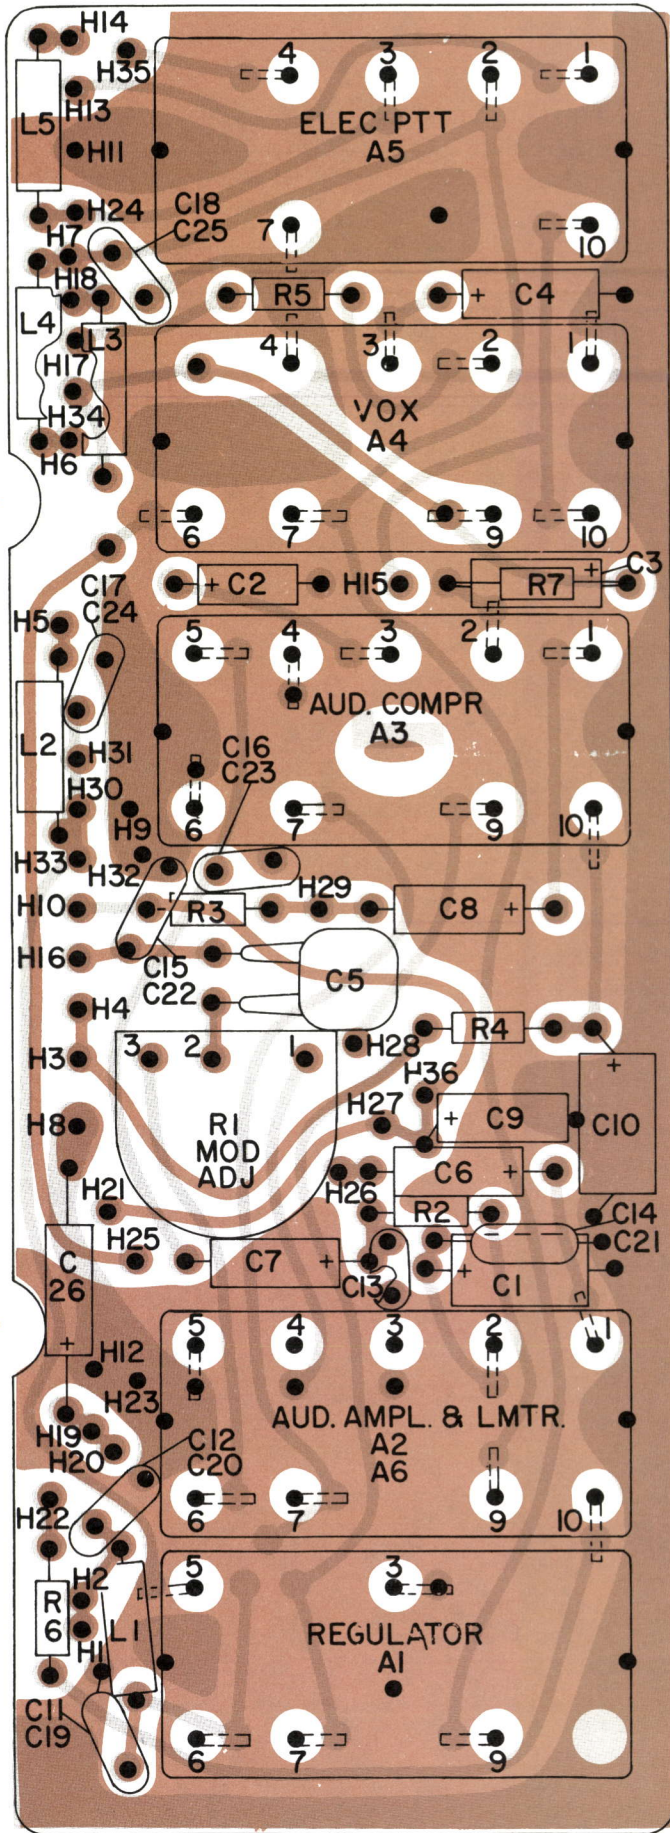 H14
H35
4 3 2 1
H13
L5
ELEC PTT
A5
H11
H24
C18
C25
7
10
H7
H18
R5
+ C4
L4
L3
4 3 2 1
H17
VOX
A4
H34
H6
6 7 9 10
C17
C24
+ C2
H15
R7
+
C3
H5
5 4 3 2 1
L2
AUD. COMPR
A3
H31
C16
C23
H30
H9
6 7 9 10
H33
H32
H10
R3
H29
C8 +
H16
C15
C22
C5
H4
H3
3 2 1
H28
R4
H36
+
R1
MOD
ADJ
H27
+ C9
C10
H8
H26
C6 +
H21
R2
C14
C21
H25
C7 +
C13
+ C1
C
26
+
5 4 3 2 1
H12
H23
AUD. AMPL. & LMTR.
A2
A6
H19
H20
C12
C20
H22
6 7 9 10
5 3
H2
R
6
L1
REGULATOR
A1
H1
C11
C19
6 7 9